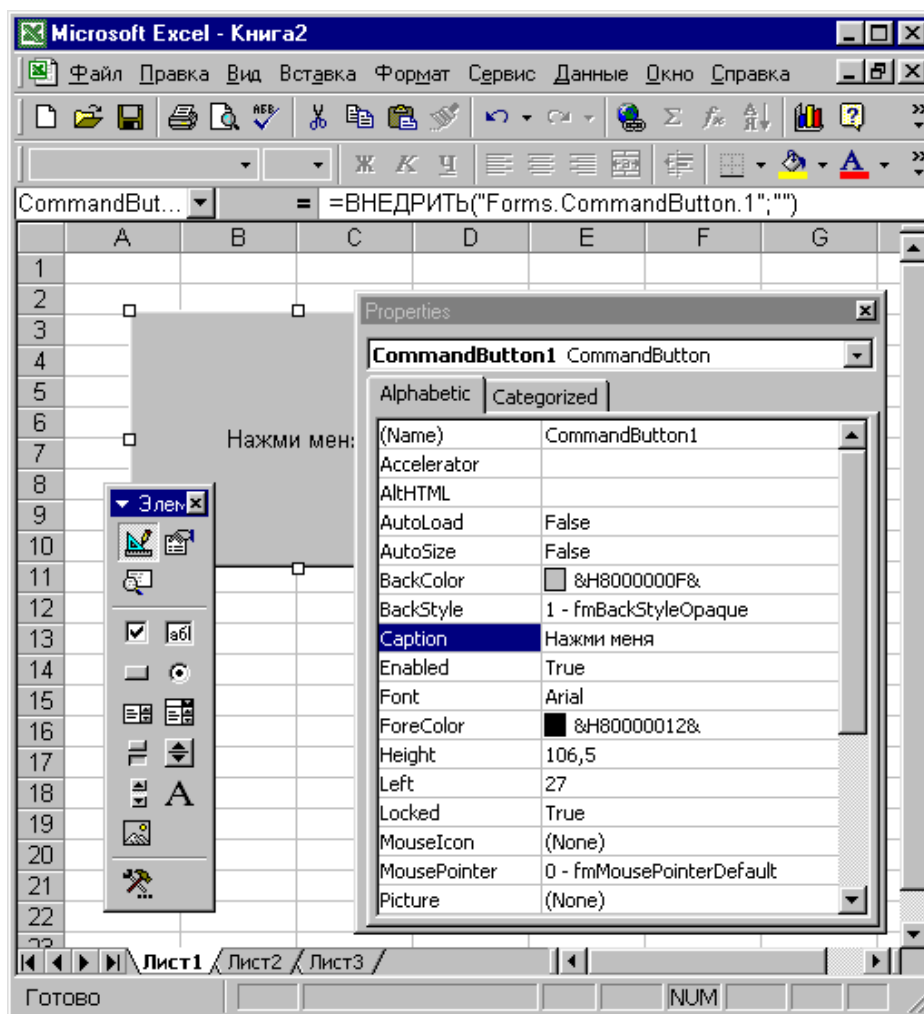 Microsoft Excel - Книга2
Файл Правка Вид Вставка Формат Сервис Данные Окно Справка
Ж К Ч
CommandBut... = =ВНЕДРИТЬ("Forms.CommandButton.1";"")
A B C D E F G
1
2
3
4
5
6
7
8
9
10
11
12
13
14
15
16
17
18
19
20
21
22
23
Нажми меня
Элем
абl
A
Properties
CommandButton1 CommandButton
Alphabetic Categorized
(Name) CommandButton1
Accelerator
AltHTML
AutoLoad False
AutoSize False
BackColor &H8000000F&
BackStyle 1 - fmBackStyleOpaque
Caption Нажми меня
Enabled True
Font Arial
ForeColor &H80000012&
Height 106,5
Left 27
Locked True
MouseIcon (None)
MousePointer 0 - fmMousePointerDefault
Picture (None)
Лист1 Лист2 Лист3
Готово NUM